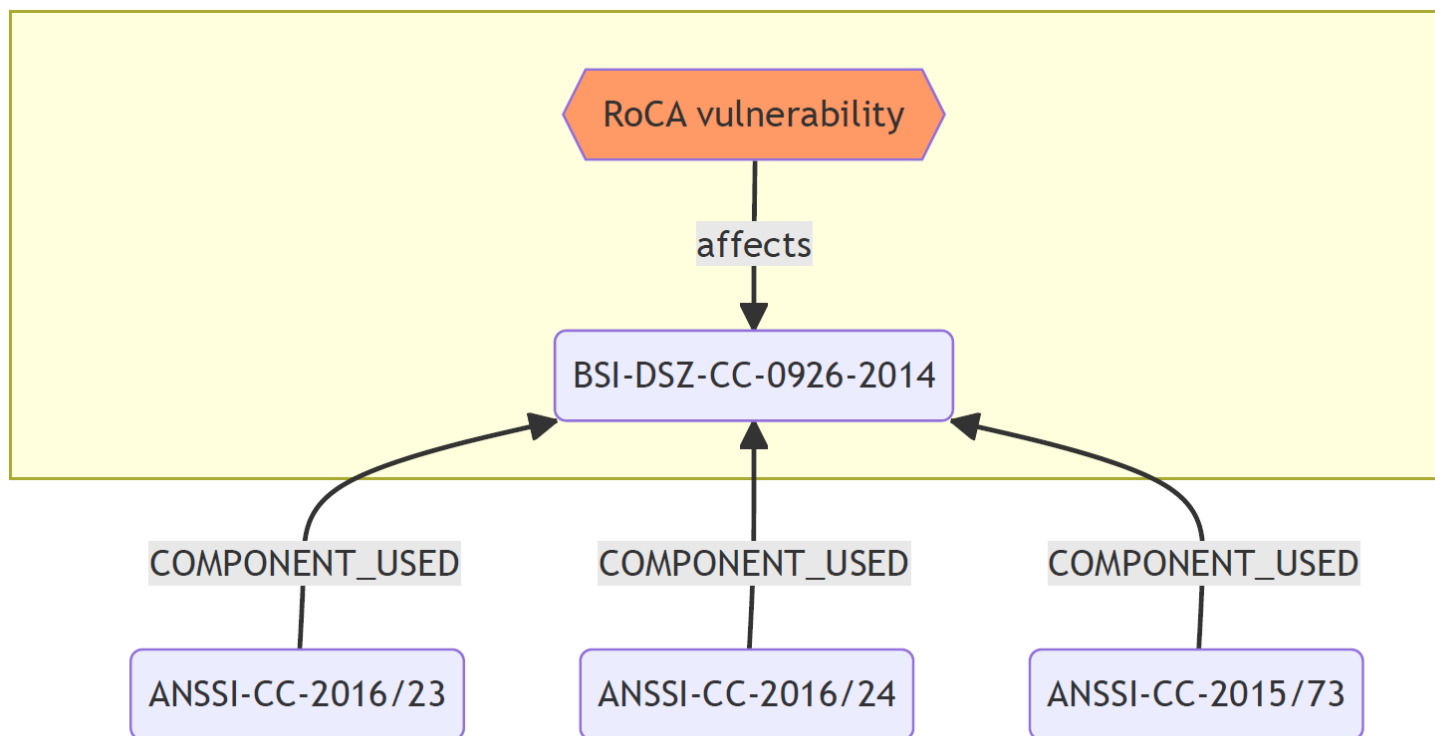 RoCA vulnerability
affects
BSI-DSZ-CC-0926-2014
COMPONENT_USED
COMPONENT_USED
COMPONENT_USED
ANSSI-CC-2016/23
ANSSI-CC-2016/24
ANSSI-CC-2015/73